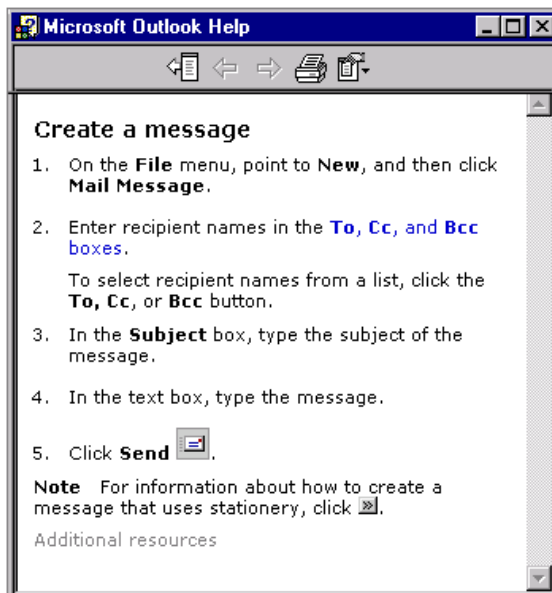 Microsoft Outlook Help
Create a message
1. On the File menu, point to New, and then click
Mail Message.
2. Enter recipient names in the To, Cc, and Bcc
boxes.
To select recipient names from a list, click the
To, Cc, or Bcc button.
3. In the Subject box, type the subject of the
message.
4. In the text box, type the message.
5. Click Send .
Note For information about how to create a
message that uses stationery, click .
Additional resources